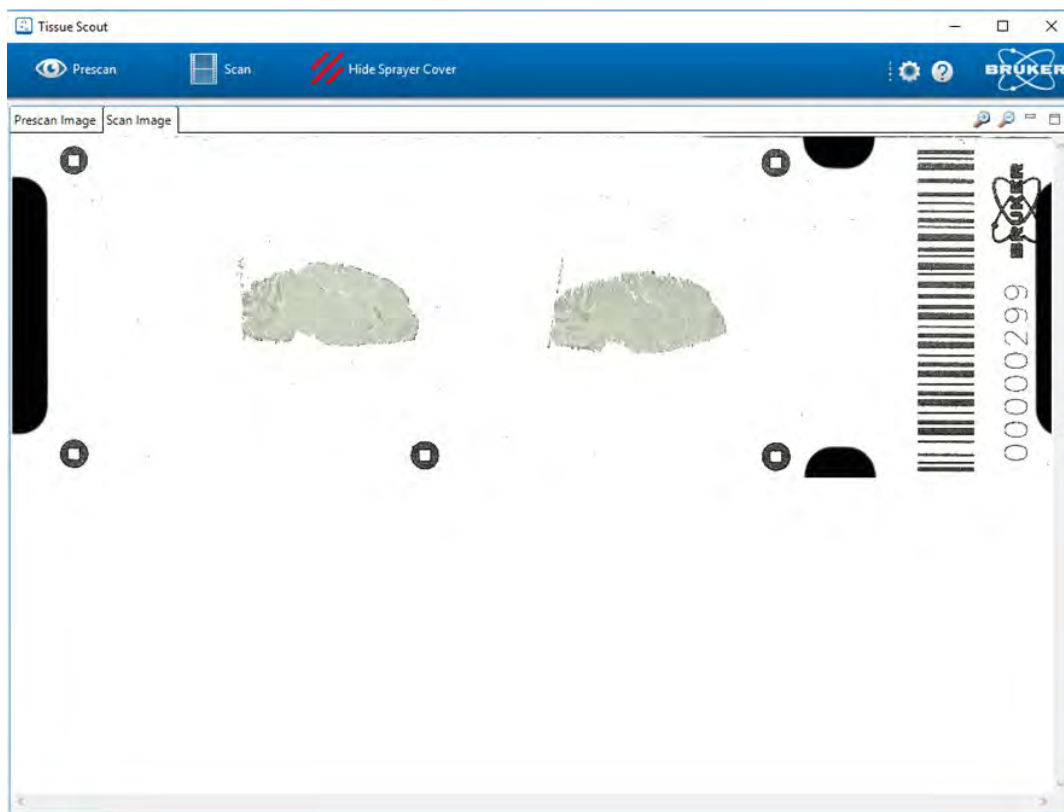 Tissue Scout
Prescan
Scan
Hide Sprayer Cover
BRUKER
Prescan Image
Scan Image
BRUKER
00000299